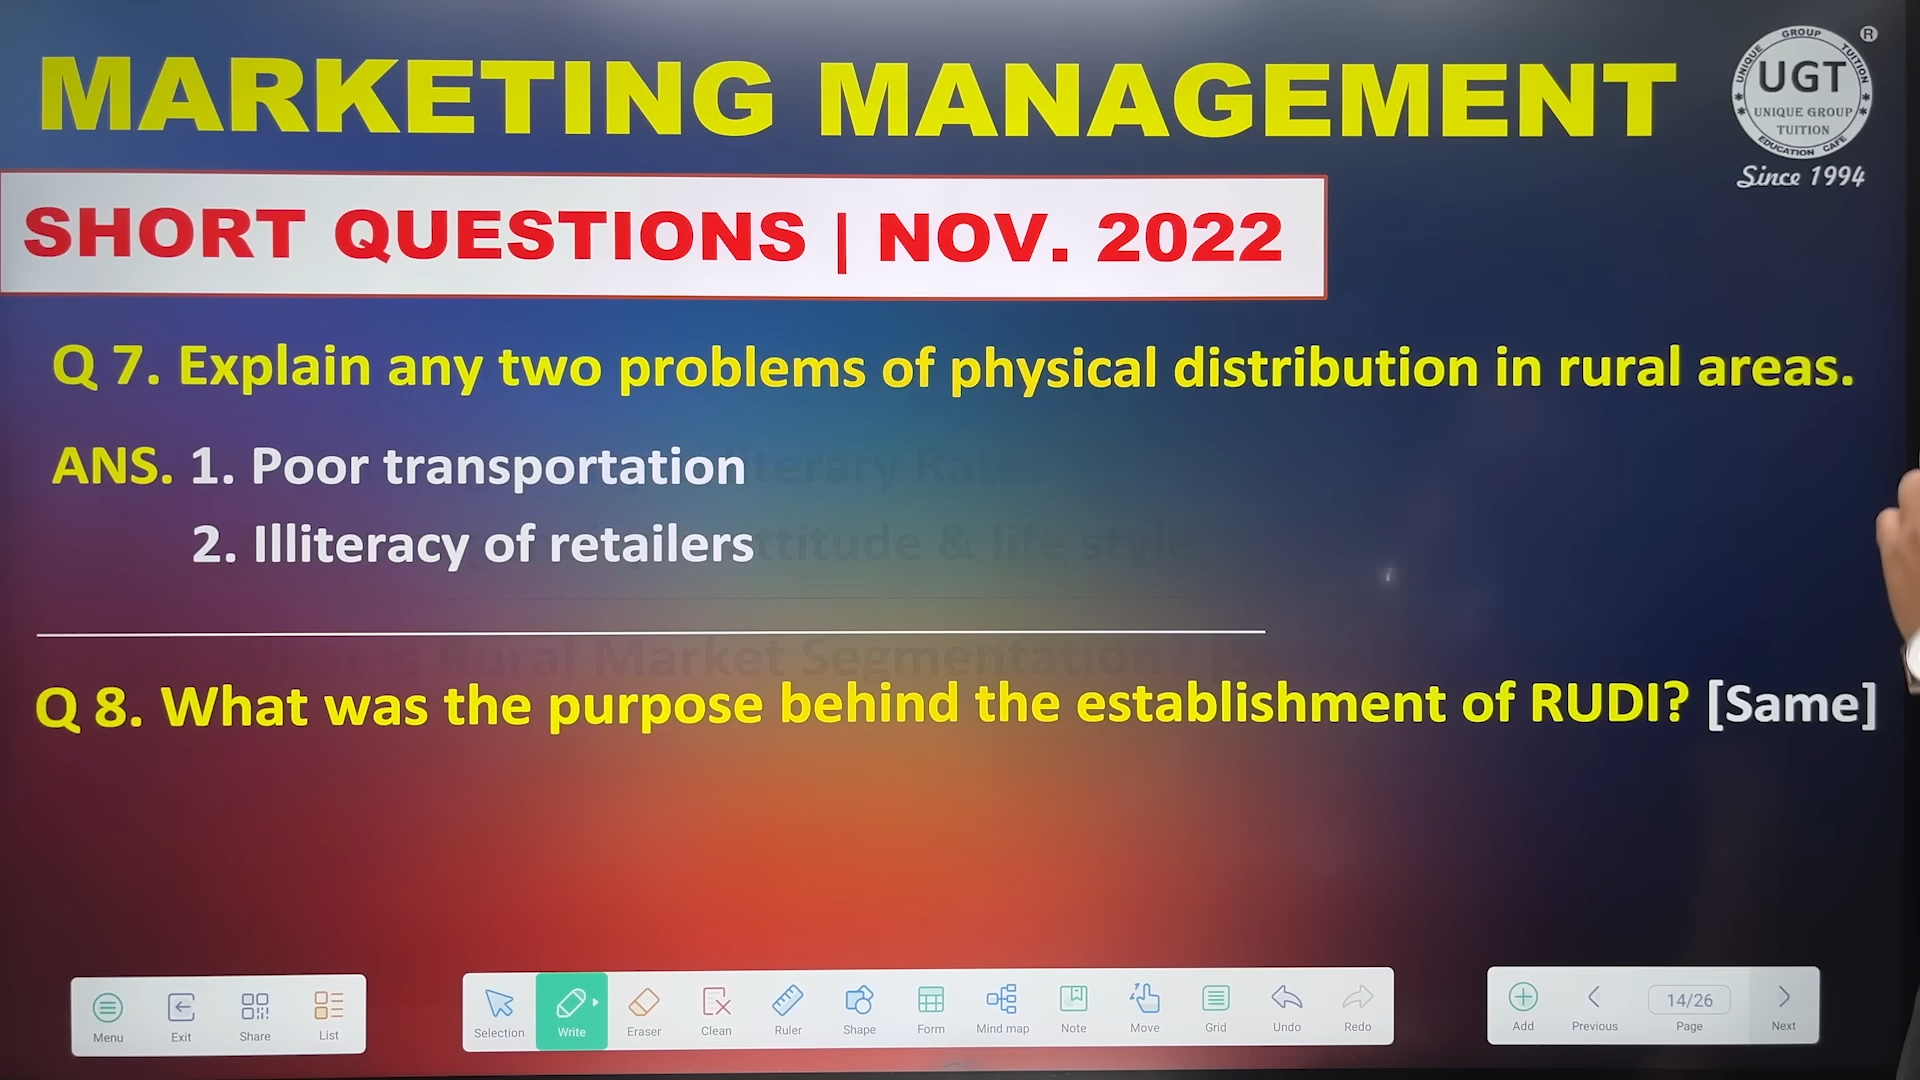 MARKETING MANAGEMENT
UNIQUE GROUP TUITION
®
UGT
UNIQUE GROUP
TUITION
EDUCATION CAFE
Since 1994
SHORT QUESTIONS | NOV. 2022
Q 7. Explain any two problems of physical distribution in rural areas.
ANS. 1. Poor transportation
2. Illiteracy of retailers
Q 8. What was the purpose behind the establishment of RUDI? [Same]
Menu Exit Share List
Selection Write Eraser Clean Ruler Shape Form Mind map Note Move Grid Undo Redo
14/26
Add Previous Page Next